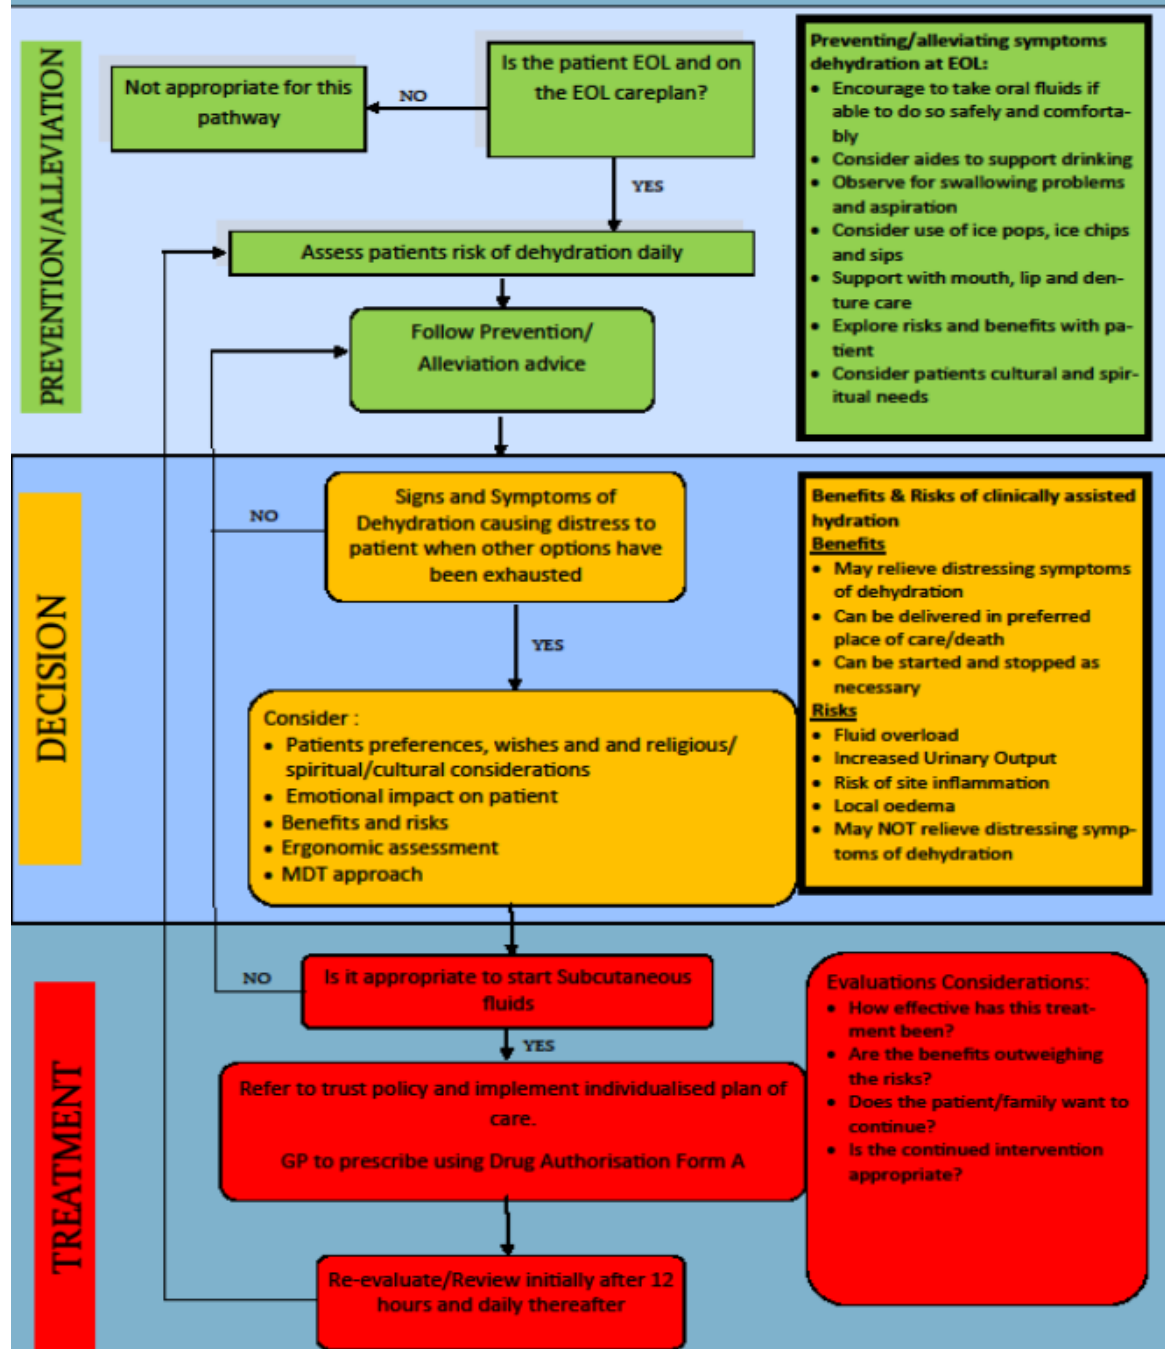 PREVENTION/ALLEVIATION
Is the patient EOL and on
the EOL careplan?
NO
Not appropriate for this
pathway
YES
Assess patients risk of dehydration daily
Follow Prevention/
Alleviation advice
Preventing/alleviating symptoms
dehydration at EOL:
• Encourage to take oral fluids if
able to do so safely and comforta-
bly
• Consider aides to support drinking
• Observe for swallowing problems
and aspiration
• Consider use of ice pops, ice chips
and sips
• Support with mouth, lip and den-
ture care
• Explore risks and benefits with pa-
tient
• Consider patients cultural and spir-
itual needs
DECISION
Signs and Symptoms of
Dehydration causing distress to
patient when other options have
been exhausted
NO
YES
Consider :
• Patients preferences, wishes and and religious/
spiritual/cultural considerations
• Emotional impact on patient
• Benefits and risks
• Ergonomic assessment
• MDT approach
Benefits & Risks of clinically assisted
hydration
Benefits
• May relieve distressing symptoms
of dehydration
• Can be delivered in preferred
place of care/death
• Can be started and stopped as
necessary
Risks
• Fluid overload
• Increased Urinary Output
• Risk of site inflammation
• Local oedema
• May NOT relieve distressing symp-
toms of dehydration
TREATMENT
Is it appropriate to start Subcutaneous
fluids
NO
YES
Refer to trust policy and implement individualised plan of
care.
GP to prescribe using Drug Authorisation Form A
Re-evaluate/Review initially after 12
hours and daily thereafter
Evaluations Considerations:
• How effective has this treat-
ment been?
• Are the benefits outweighing
the risks?
• Does the patient/family want to
continue?
• Is the continued intervention
appropriate?